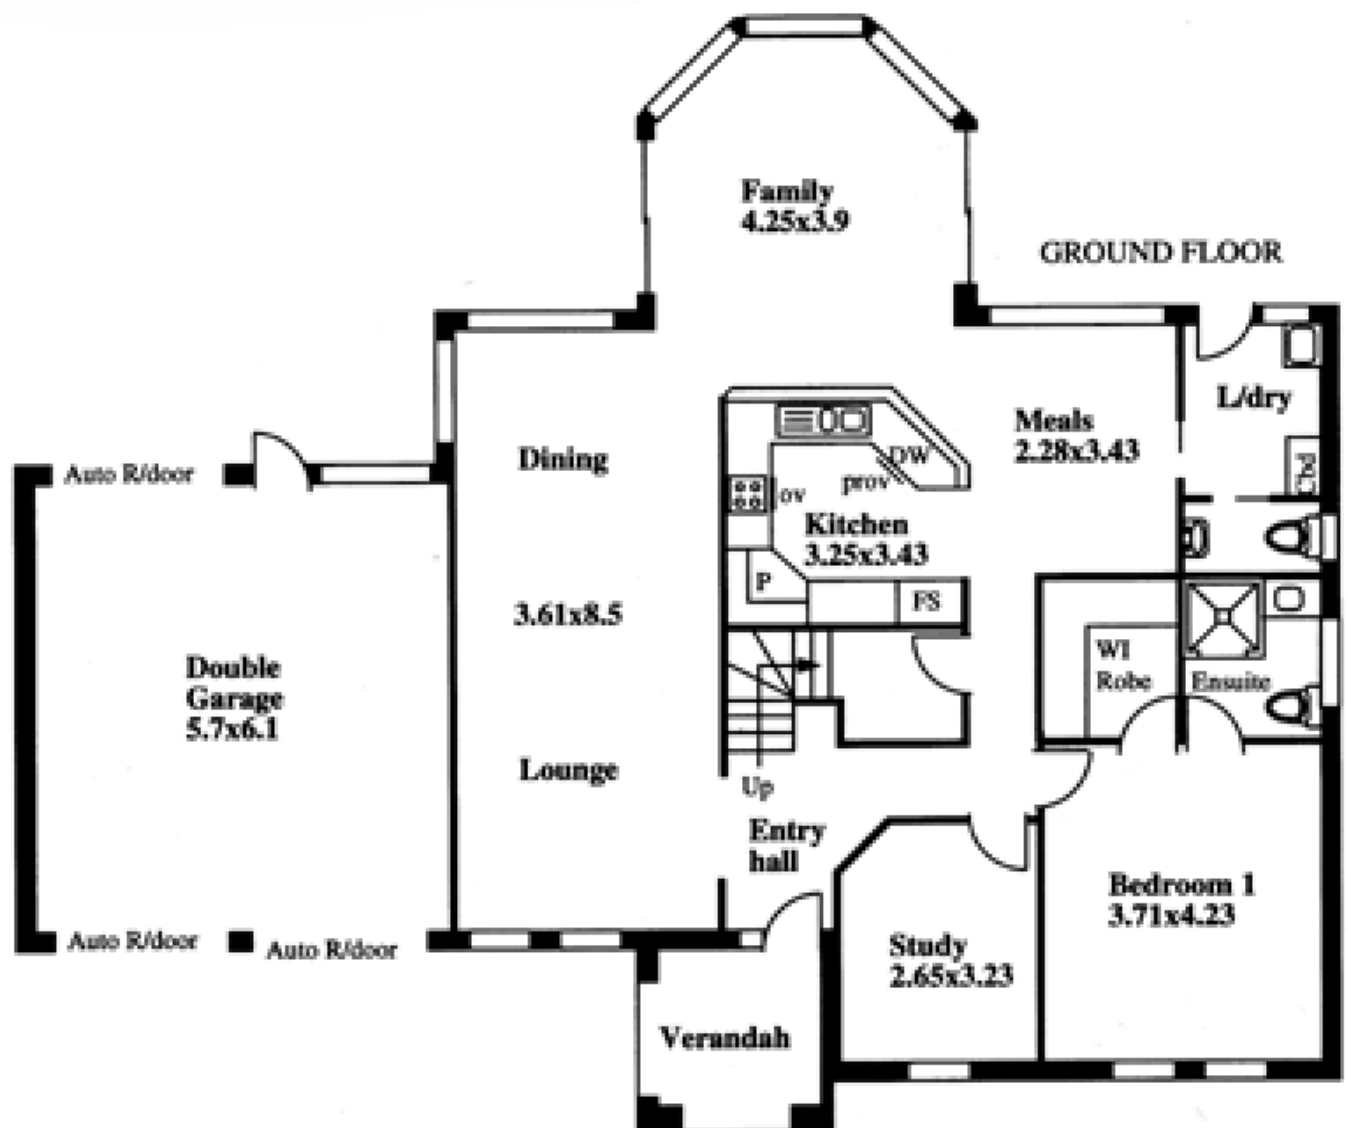 Family
4.25x3.9
GROUND FLOOR
L/dry
Meals
2.28x3.43
Dining
DW
Auto R/door
prov
Cbd
ov
Kitchen
3.25x3.43
P
FS
3.61x8.5
WI
Robe
Ensuite
Double
Garage
5.7x6.1
Lounge
Up
Entry
hall
Bedroom 1
3.71x4.23
Auto R/door
Auto R/door
Study
2.65x3.23
Verandah